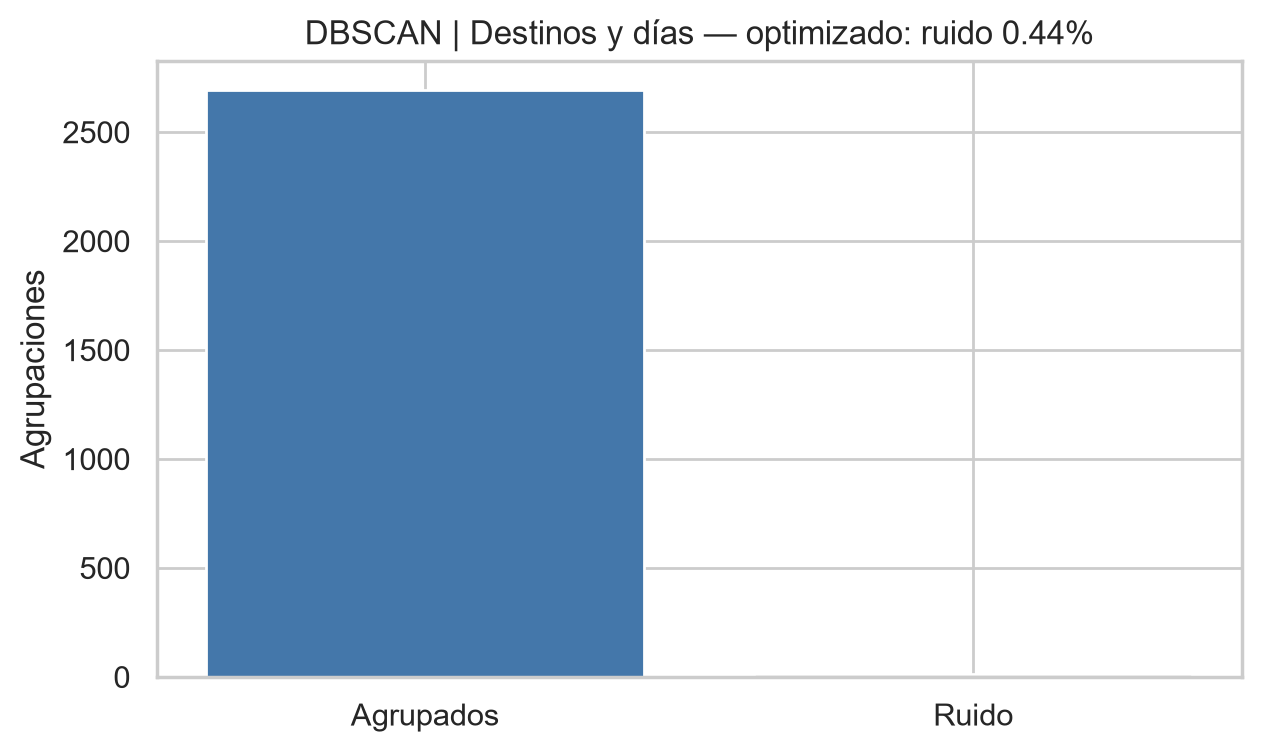 DBSCAN | Destinos y días — optimizado: ruido 0.44%
Agrupaciones
2500
2000
1500
1000
500
0
Agrupados
Ruido